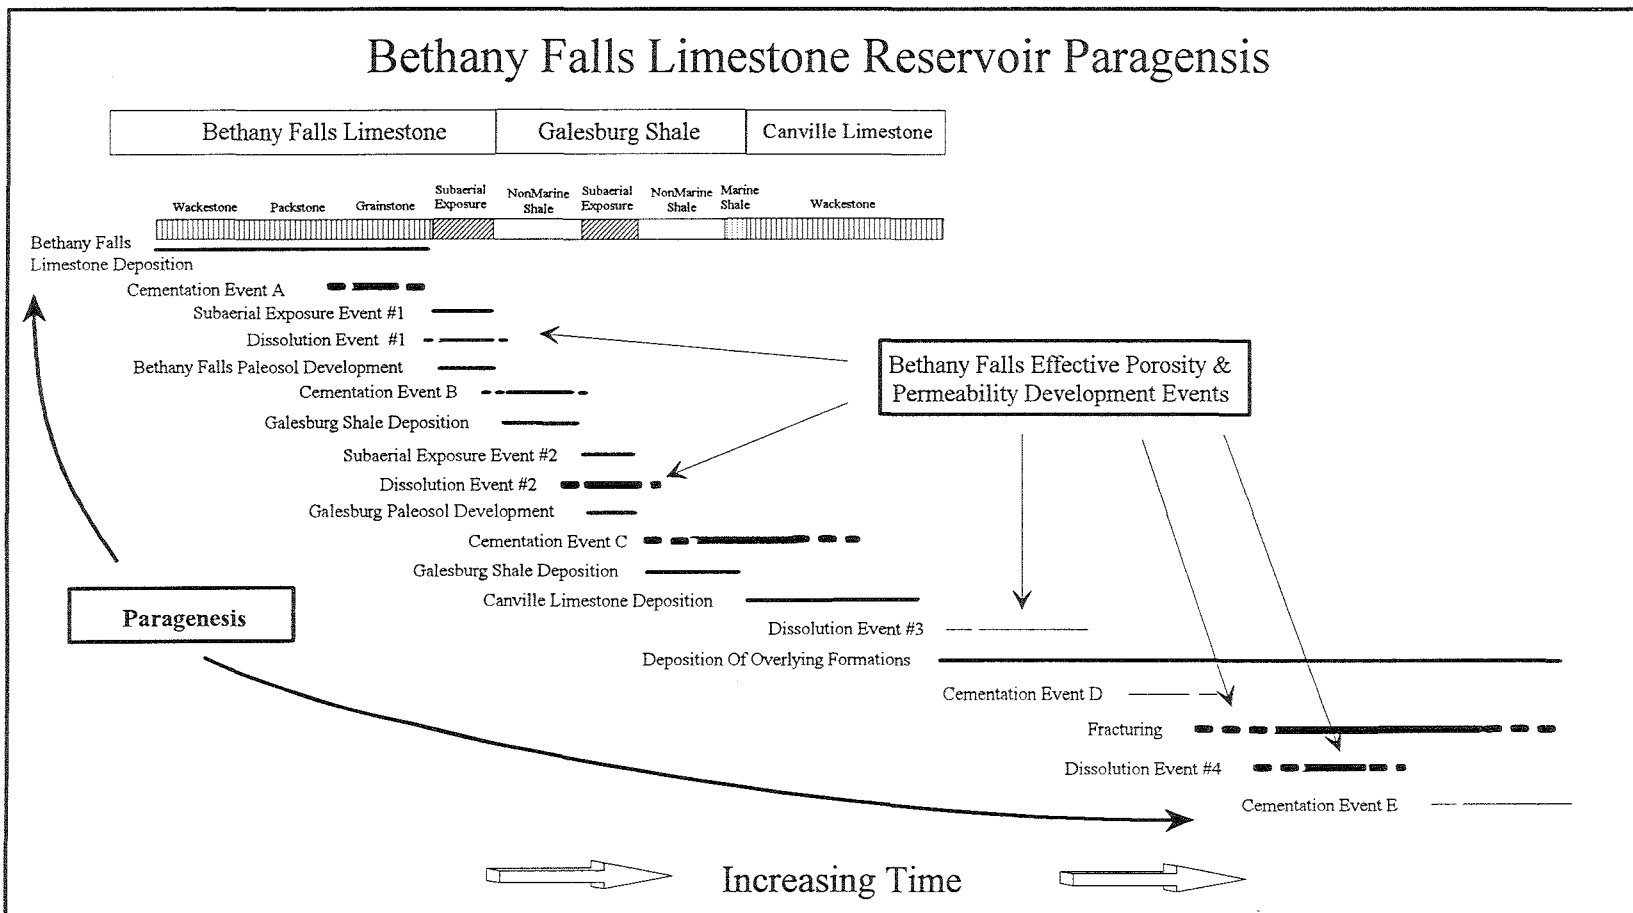 Bethany Falls Limestone Reservoir Paragensis
Bethany Falls Limestone
Galesburg Shale
Canville Limestone
Wackestone
Packstone
Grainstone
Subaerial
Exposure
NonMarine
Shale
Subaerial
Exposure
NonMarine
Shale
Marine
Shale
Wackestone
Bethany Falls
Limestone Deposition
Cementation Event A
Subaerial Exposure Event #1
Dissolution Event #1
Bethany Falls Paleosol Development
Cementation Event B
Galesburg Shale Deposition
Bethany Falls Effective Porosity &
Permeability Development Events
Subaerial Exposure Event #2
Dissolution Event #2
Galesburg Paleosol Development
Cementation Event C
Galesburg Shale Deposition
Canville Limestone Deposition
Paragenesis
Dissolution Event #3
Deposition Of Overlying Formations
Cementation Event D
Fracturing
Dissolution Event #4
Cementation Event E
Increasing Time